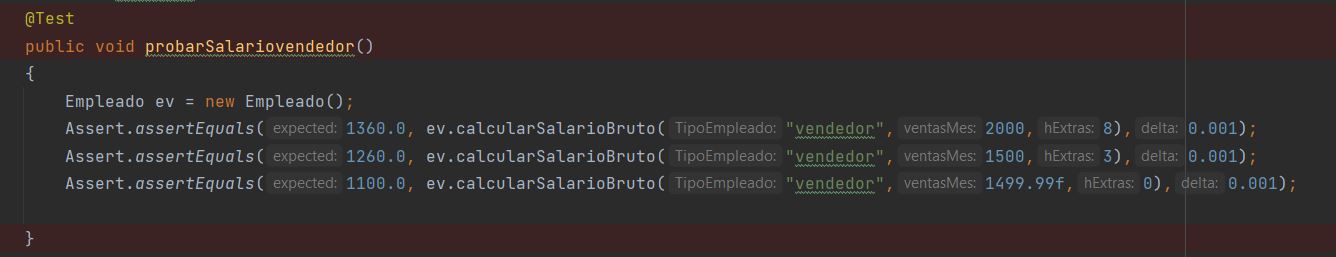 @Test
public void probarSalariovendedor()
{
Empleado ev = new Empleado();
Assert.assertEquals( expected: 1360.0, ev.calcularSalarioBruto( TipoEmpleado: "vendedor", ventasMes: 2000, hExtras: 8), delta: 0.001);
Assert.assertEquals( expected: 1260.0, ev.calcularSalarioBruto( TipoEmpleado: "vendedor", ventasMes: 1500, hExtras: 3), delta: 0.001);
Assert.assertEquals( expected: 1100.0, ev.calcularSalarioBruto( TipoEmpleado: "vendedor", ventasMes: 1499.99f, hExtras: 0), delta: 0.001);
}